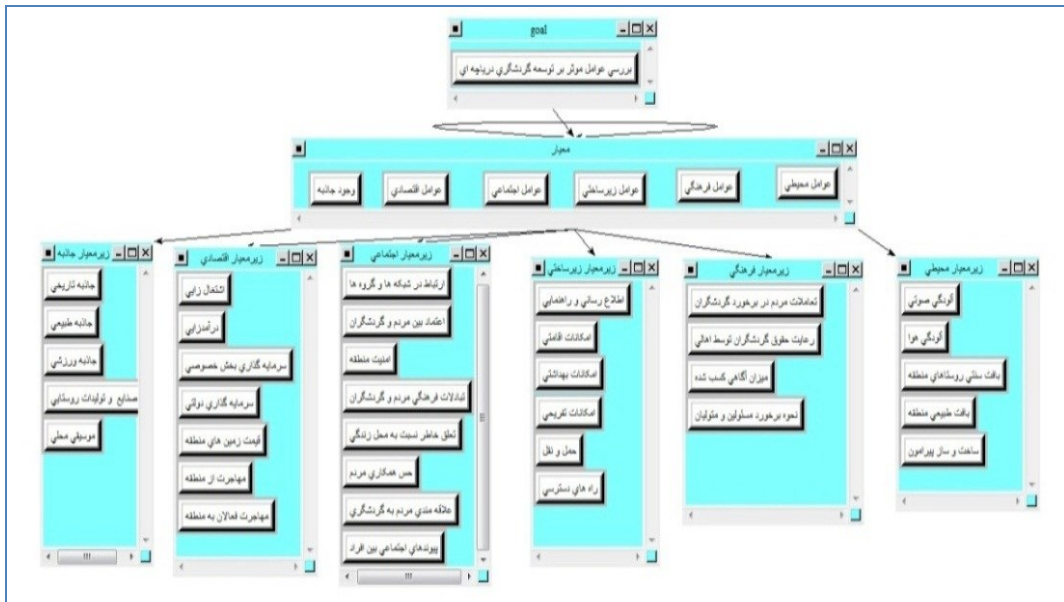 goal
بررسي عوامل موثر بر توسعه گردشگري درياچه اي
معيار
وجود جاذبه
عوامل اقتصادي
عوامل اجتماعي
عوامل زيرساختي
عوامل فرهنگي
عوامل محيطي
زيرمعيار جاذبه
جاذبه تاريخي
جاذبه طبيعي
جاذبه ورزشي
صنايع و توليدات روستايي
موسيقي محلي
زيرمعيار اقتصادي
اشتغال زايي
درآمدزايي
سرمايه گذاري بخش خصوصي
سرمايه گذاري دولتي
قيمت زمين هاي منطقه
مهاجرت از منطقه
مهاجرت فعالان به منطقه
زيرمعيار اجتماعي
ارتباط در شبكه ها و گروه ها
اعتماد بين مردم و گردشگران
امنيت منطقه
تبادلات فرهنگي مردم و گردشگران
تعلق خاطر نسبت به محل زندگي
حس همكاري مردم
علاقه مندي مردم به گردشگري
پيوندهاي اجتماعي بين افراد
زيرمعيار زيرساختي
اطلاع رساني و راهنمايي
امكانات اقامتي
امكانات بهداشتي
امكانات تفريحي
حمل و نقل
راه هاي دسترسي
زيرمعيار فرهنگي
تعاملات مردم در برخورد گردشگران
رعايت حقوق گردشگران توسط اهالي
ميزان آگاهي كسب شده
نحوه برخورد مسئولين و متوليان
زيرمعيار محيطي
آلودگي صوتي
آلودگي هوا
بافت سنتي روستاهاي منطقه
بافت طبيعي منطقه
ساخت و ساز پيرامون